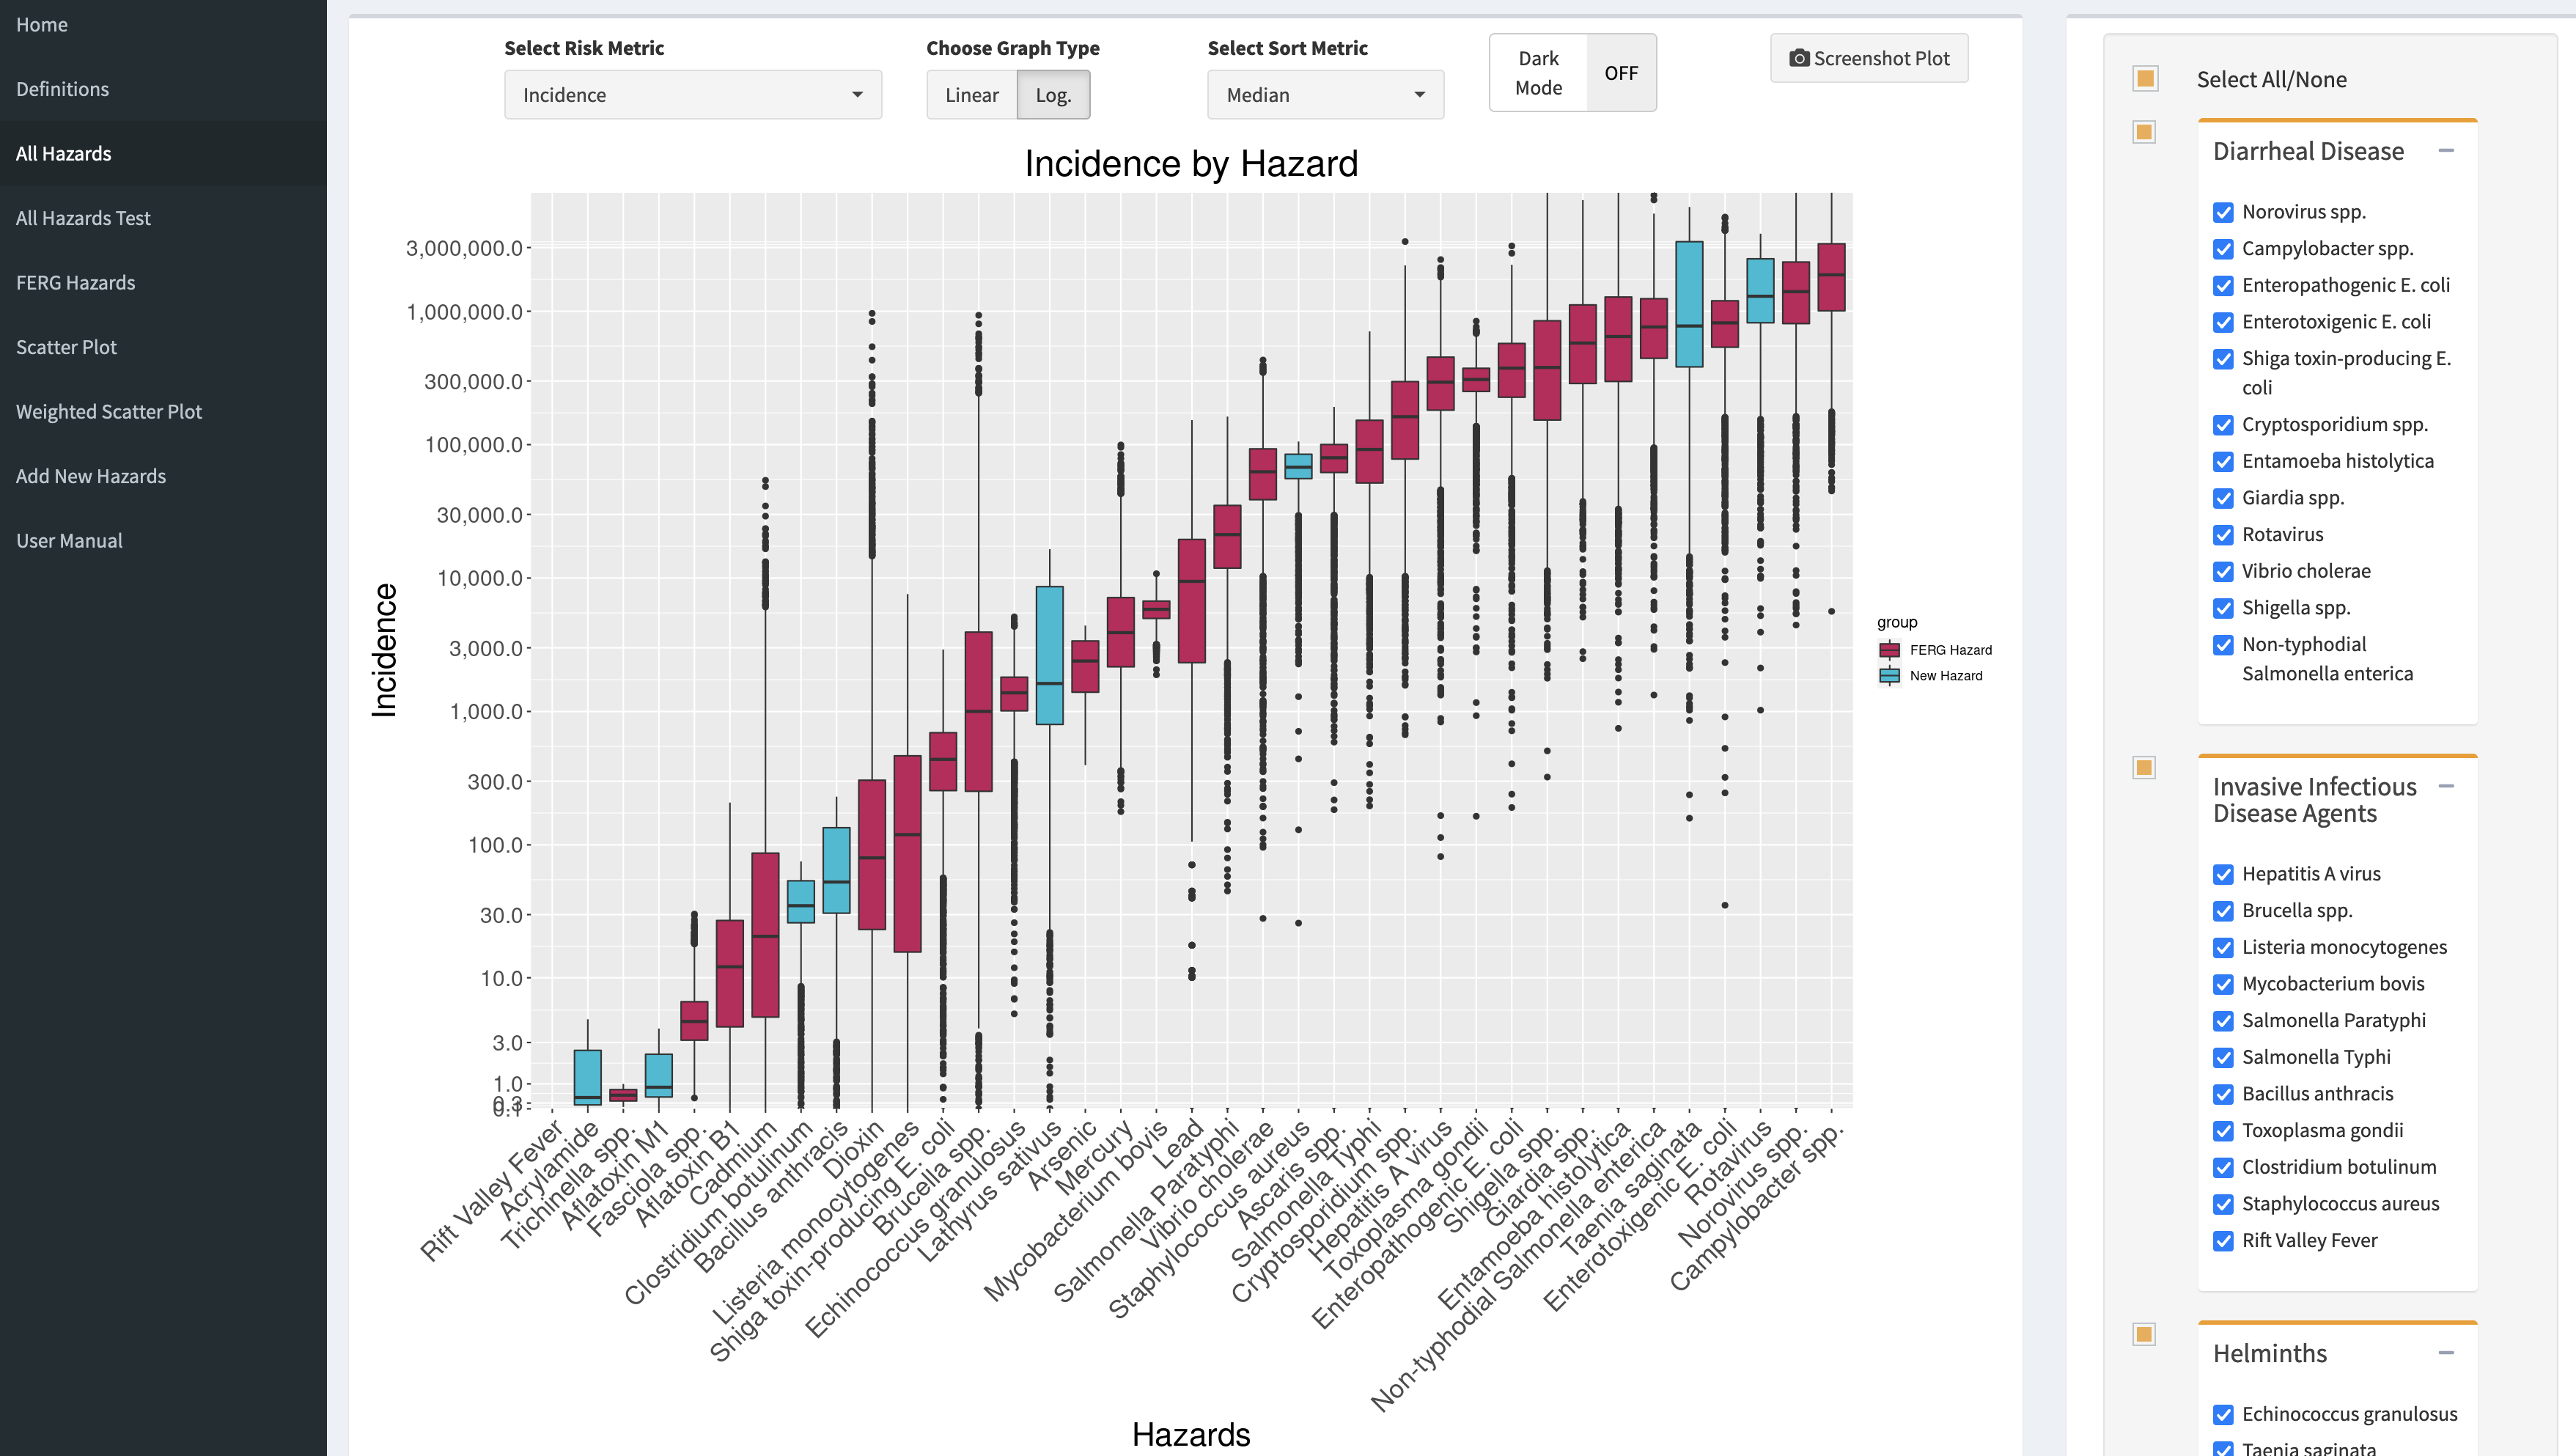 Home
Definitions
All Hazards
All Hazards Test
FERG Hazards
Scatter Plot
Weighted Scatter Plot
Add New Hazards
User Manual
Select Risk Metric
Incidence
Choose Graph Type
Linear
Log.
Select Sort Metric
Median
Dark
Mode
OFF
Screenshot Plot
Incidence by Hazard
Incidence
3,000,000.0
1,000,000.0
300,000.0
100,000.0
30,000.0
10,000.0
3,000.0
1,000.0
300.0
100.0
30.0
10.0
3.0
1.0
0.3
0.1
Rift Valley Fever
Acrylamide
Trichinella spp.
Aflatoxin M1
Fasciola spp.
Aflatoxin B1
Cadmium
Clostridium botulinum
Bacillus anthracis
Dioxin
Listeria monocytogenes
Shiga toxin-producing E. coli
Brucella spp.
Echinococcus granulosus
Lathyrus sativus
Arsenic
Mercury
Mycobacterium bovis
Lead
Salmonella Paratyphi
Vibrio cholerae
Staphylococcus aureus
Ascaris spp.
Salmonella Typhi
Cryptosporidium spp.
Hepatitis A virus
Toxoplasma gondii
Enteropathogenic E. coli
Shigella spp.
Giardia spp.
Entamoeba histolytica
Non-typhodial Salmonella enterica
Taenia saginata
Enterotoxigenic E. coli
Rotavirus
Norovirus spp.
Campylobacter spp.
Hazards
group
FERG Hazard
New Hazard
Select All/None
Diarrheal Disease
Norovirus spp.
Campylobacter spp.
Enteropathogenic E. coli
Enterotoxigenic E. coli
Shiga toxin-producing E.
coli
Cryptosporidium spp.
Entamoeba histolytica
Giardia spp.
Rotavirus
Vibrio cholerae
Shigella spp.
Non-typhodial
Salmonella enterica
Invasive Infectious
Disease Agents
Hepatitis A virus
Brucella spp.
Listeria monocytogenes
Mycobacterium bovis
Salmonella Paratyphi
Salmonella Typhi
Bacillus anthracis
Toxoplasma gondii
Clostridium botulinum
Staphylococcus aureus
Rift Valley Fever
Helminths
Echinococcus granulosus
Taenia saginata